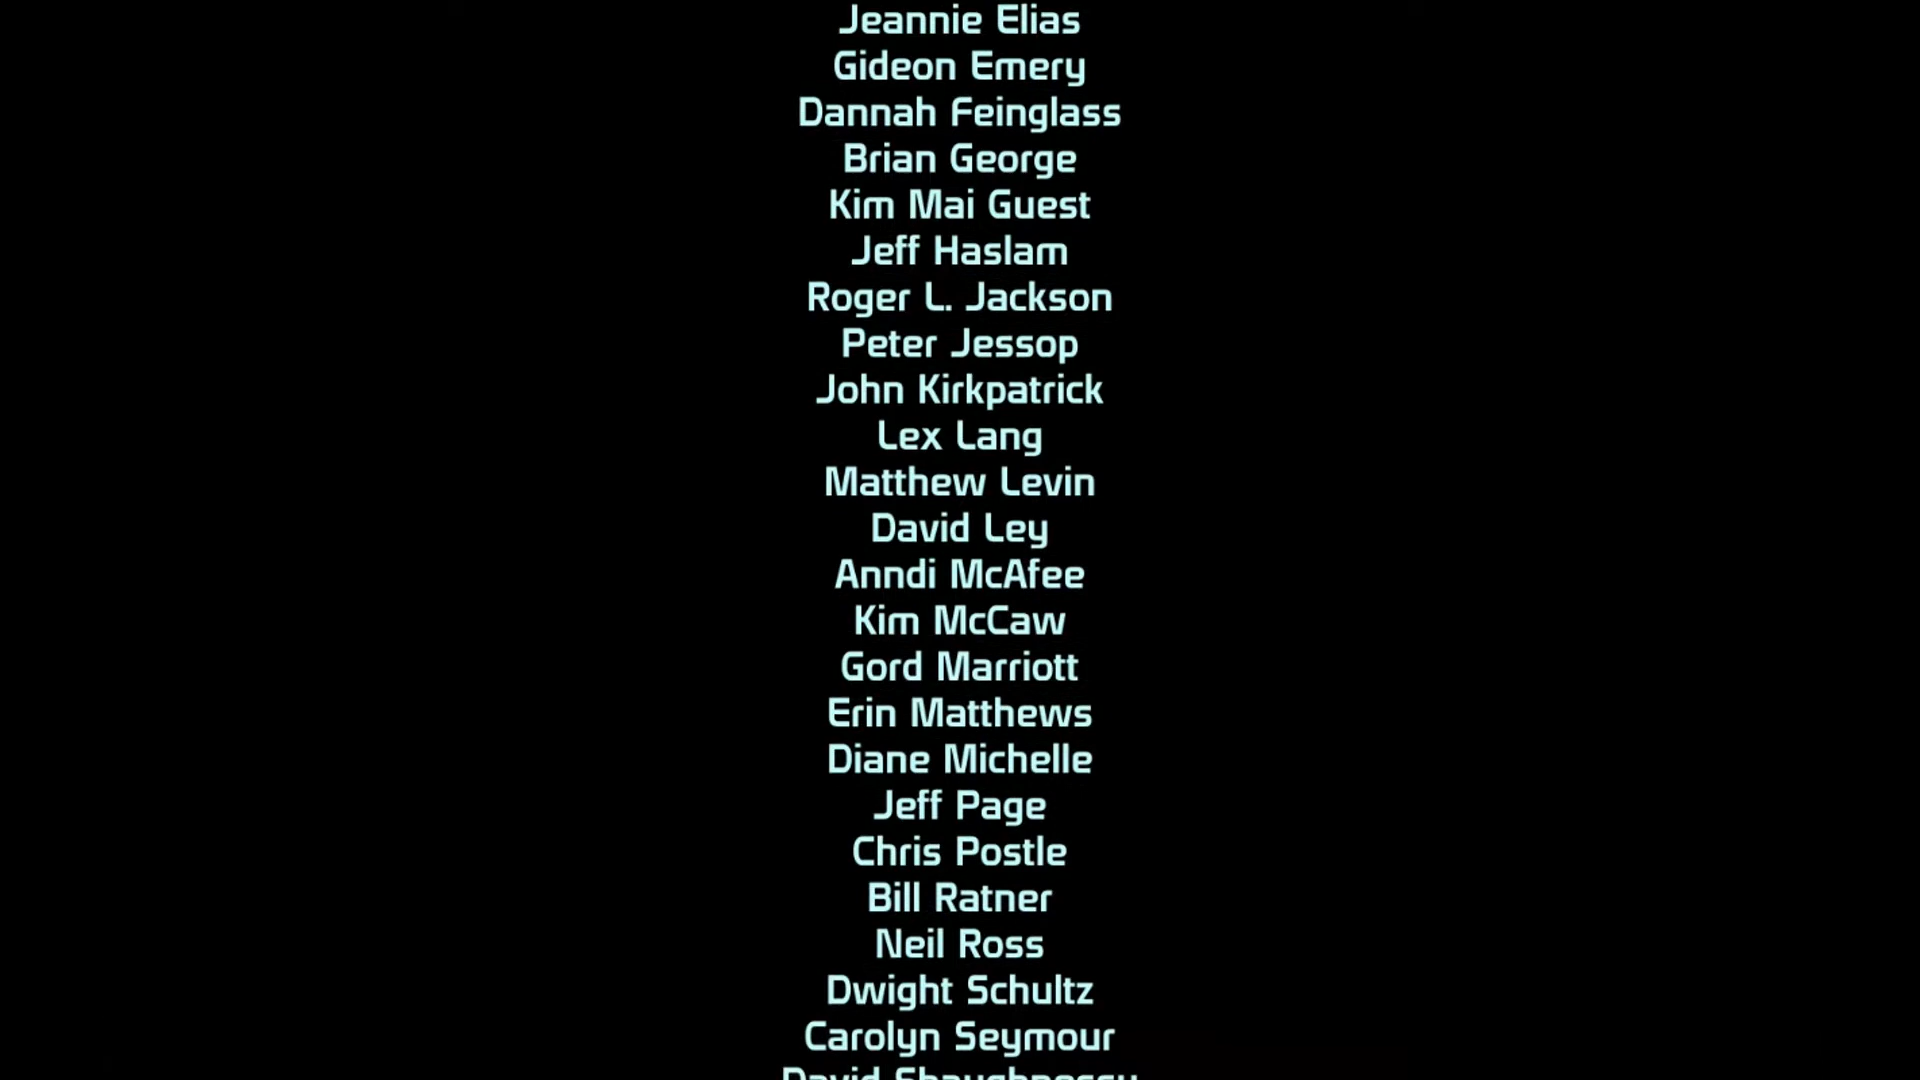 Jeannie Elias
Gideon Emery
Dannah Feinglass
Brian George
Kim Mai Guest
Jeff Haslam
Roger L. Jackson
Peter Jessop
John Kirkpatrick
Lex Lang
Matthew Levin
David Ley
Anndi McAfee
Kim McCaw
Gord Marriott
Erin Matthews
Diane Michelle
Jeff Page
Chris Postle
Bill Ratner
Neil Ross
Dwight Schultz
Carolyn Seymour
David Shaughnessy